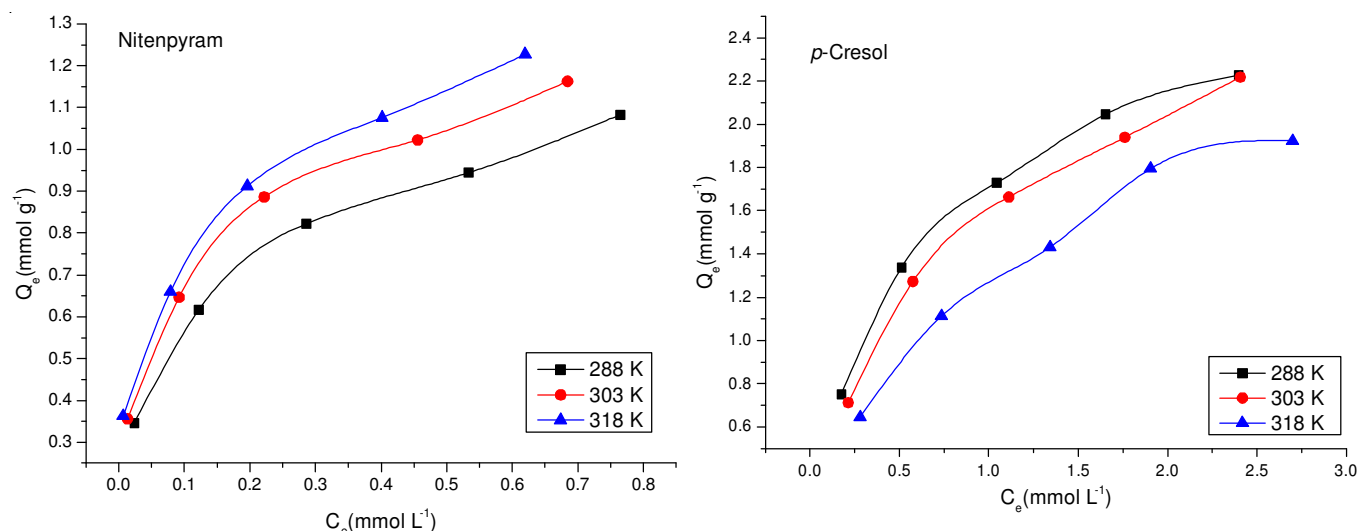 Nitenpyram
1.3
1.2
1.1
1.0
0.9
0.8
0.7
0.6
0.5
0.4
0.3
Qe(mmol g-1)
288 K
303 K
318 K
0.0 0.1 0.2 0.3 0.4 0.5 0.6 0.7 0.8
Ce(mmol L-1)
p-Cresol
2.4
2.2
2.0
1.8
1.6
1.4
1.2
1.0
0.8
0.6
Qe(mmol g-1)
288 K
303 K
318 K
0.0 0.5 1.0 1.5 2.0 2.5 3.0
Ce(mmol L-1)